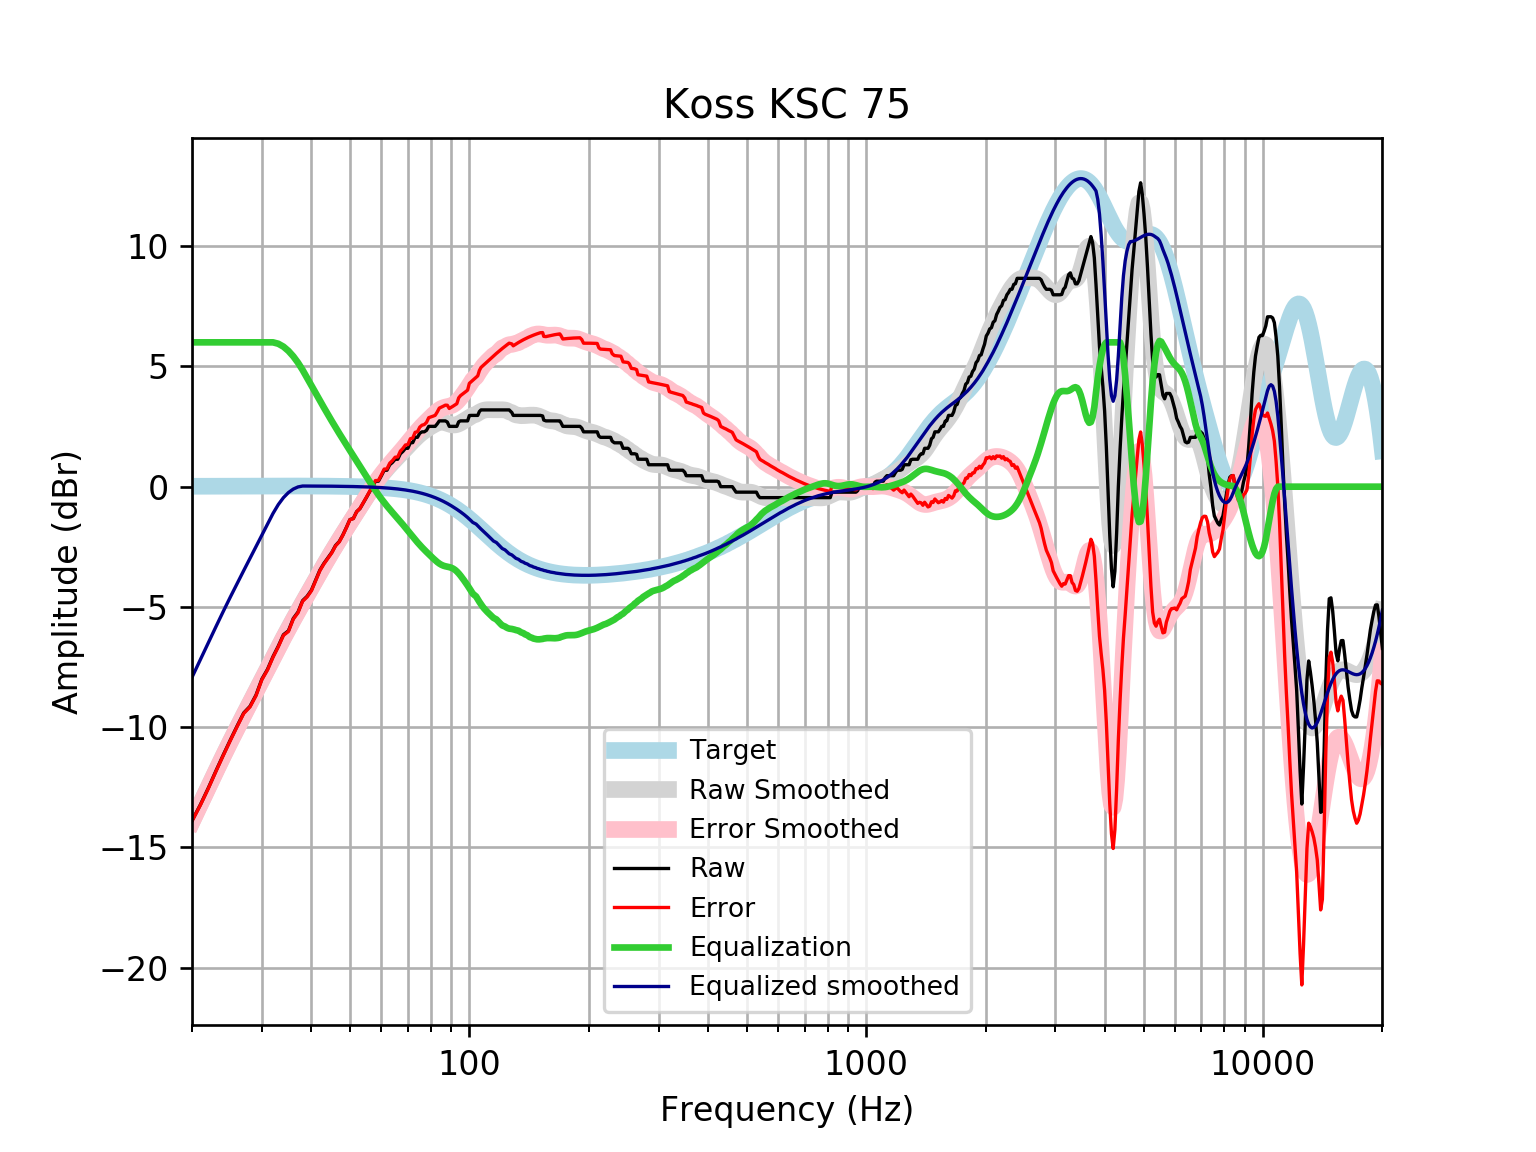 Koss KSC 75
Amplitude (dBr)
10
5
0
−5
−10
−15
−20
Target
Raw Smoothed
Error Smoothed
Raw
Error
Equalization
Equalized smoothed
100 1000 10000
Frequency (Hz)